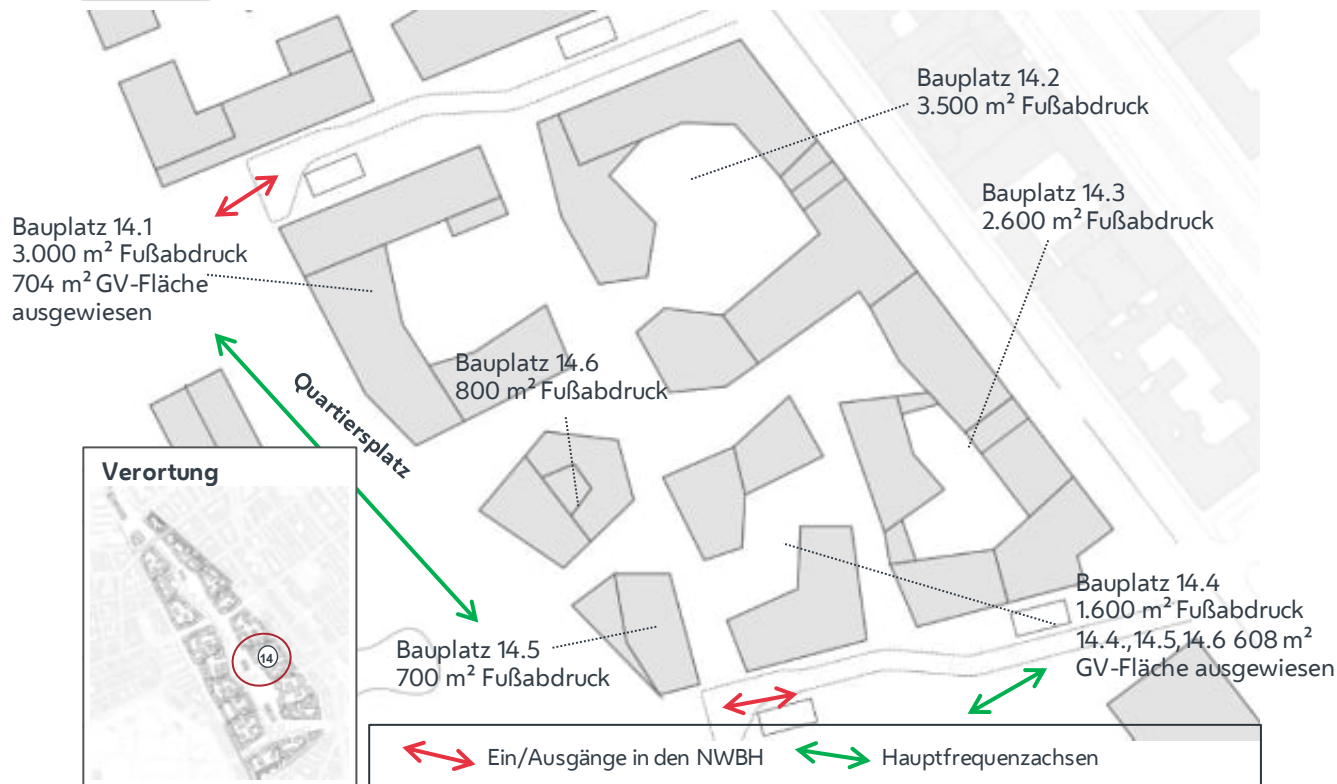 Bauplatz 14.2
3.500 m² Fußabdruck
Bauplatz 14.3
2.600 m² Fußabdruck
Bauplatz 14.1
3.000 m² Fußabdruck
704 m² GV-Fläche
ausgewiesen
Bauplatz 14.6
800 m² Fußabdruck
Quartiersplatz
Verortung
14
Bauplatz 14.4
1.600 m² Fußabdruck
14.4.,14.5,14.6 608 m²
GV-Fläche ausgewiesen
Bauplatz 14.5
700 m² Fußabdruck
Ein/Ausgänge in den NWBH
Hauptfrequenzachsen